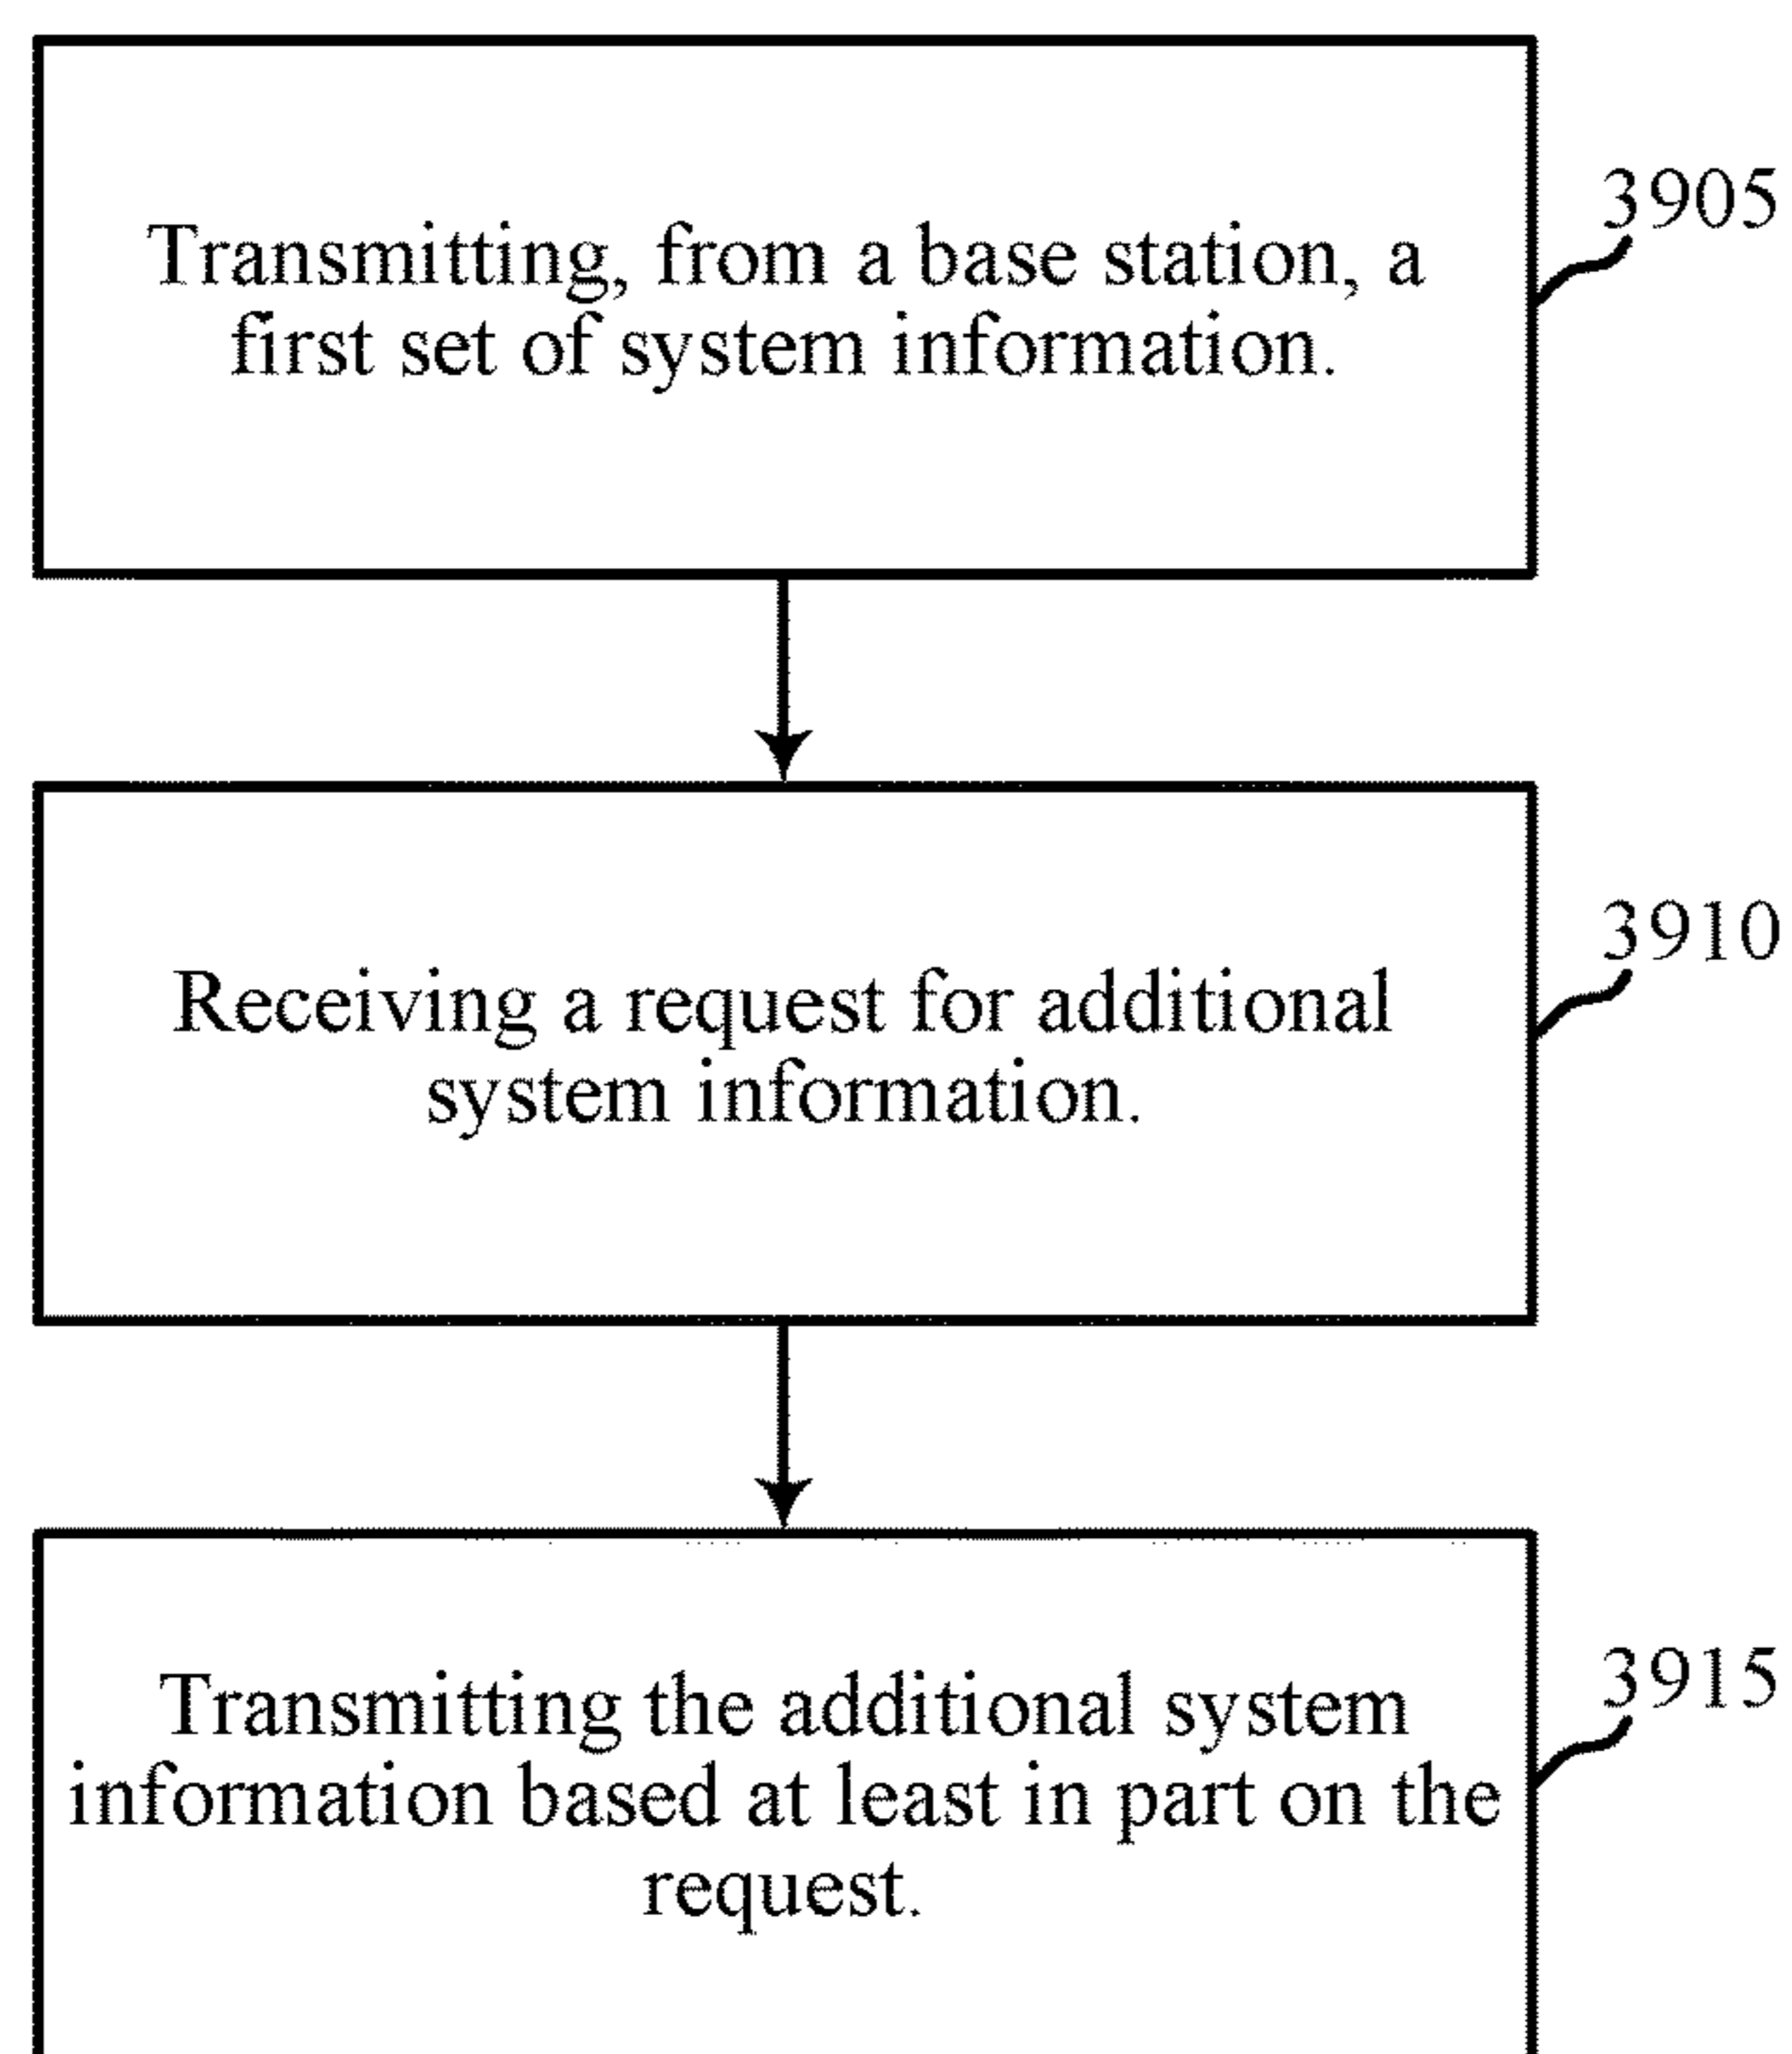 Transmitting, from a base station, a
first set of system information.
3905
Receiving a request for additional
system information.
3910
Transmitting the additional system
information based at least in part on the
request.
3915